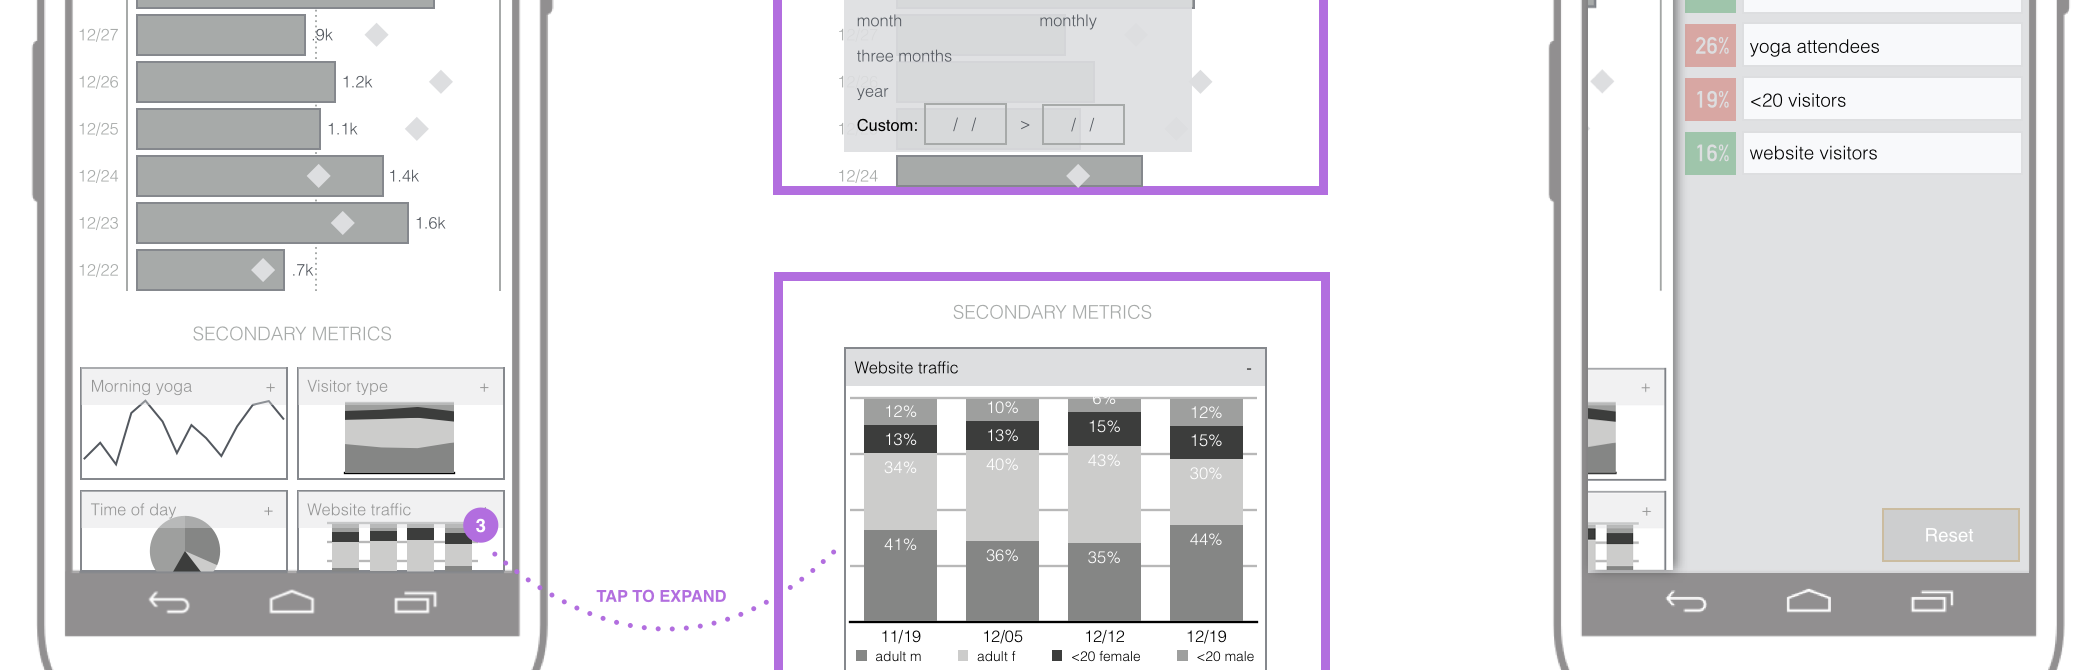 12/27 .9k
12/26 1.2k
12/25 1.1k
12/24 1.4k
12/23 1.6k
12/22 .7k
SECONDARY METRICS
Morning yoga +
Visitor type +
Time of day +
Website traffic
3
TAP TO EXPAND
month monthly
three months
year
Custom: / / > / /
12/24
SECONDARY METRICS
Website traffic -
12% 10% 6% 12%
13% 13% 15% 15%
34% 40% 43% 30%
41% 36% 35% 44%
11/19 12/05 12/12 12/19
adult m adult f <20 female <20 male
26% yoga attendees
19% <20 visitors
16% website visitors
+
+
Reset